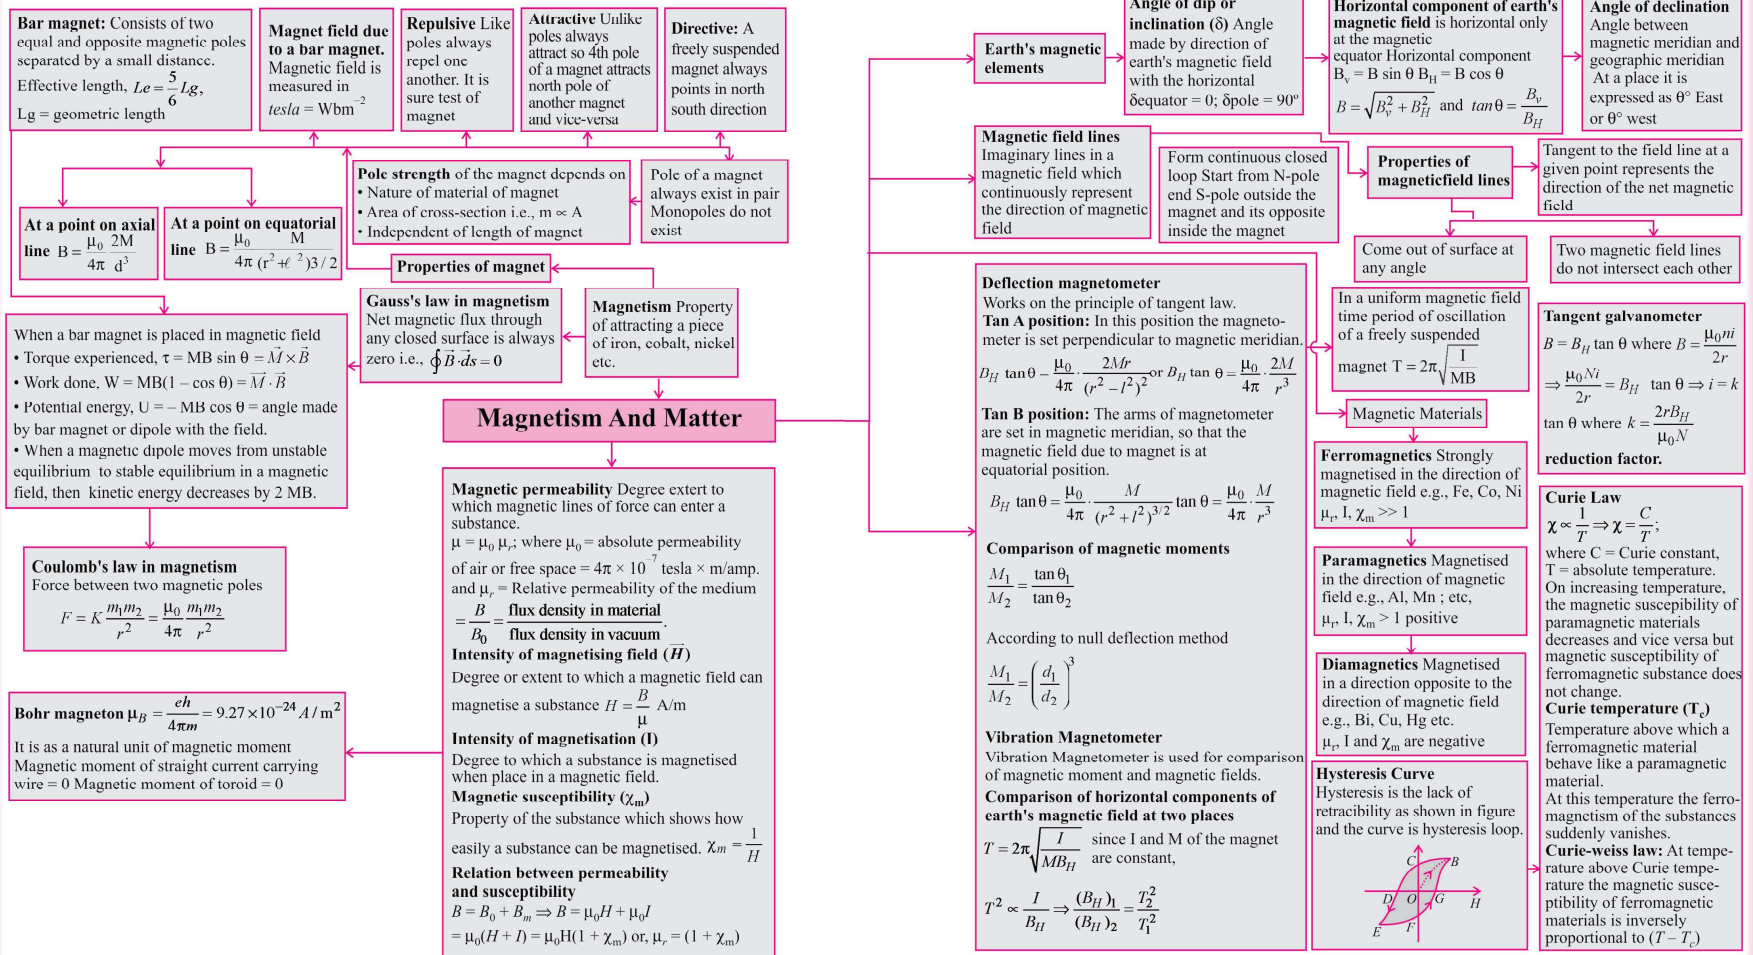 Bar magnet: Consists of two
equal and opposite magnetic poles
separated by a small distance.
Effective length, Le = 5/6 Lg,
Lg = geometric length
Magnet field due
to a bar magnet.
Magnetic field is
measured in
tesla = Wbm⁻²
Repulsive Like
poles always
repel one
another. It is
sure test of
magnet
Attractive Unlike
poles always
attract so 4th pole
of a magnet attracts
north pole of
another magnet
and vice-versa
Directive: A
freely suspended
magnet always
points in north
south direction
At a point on axial
line B = μ₀/4π 2M/d³
At a point on equatorial
line B = μ₀/4π M/(r²+ℓ²)3/2
Pole strength of the magnet depends on
• Nature of material of magnet
• Area of cross-section i.e., m ∝ A
• Independent of length of magnet
Pole of a magnet
always exist in pair
Monopoles do not
exist
Properties of magnet
Gauss's law in magnetism
Net magnetic flux through
any closed surface is always
zero i.e., ∮B⃗·d⃗s = 0
Magnetism Property
of attracting a piece
of iron, cobalt, nickel
etc.
When a bar magnet is placed in magnetic field
• Torque experienced, τ = MB sin θ = M⃗ × B⃗
• Work done, W = MB(1 – cos θ) = M⃗ · B⃗
• Potential energy, U = – MB cos θ = angle made
by bar magnet or dipole with the field.
• When a magnetic dipole moves from unstable
equilibrium to stable equilibrium in a magnetic
field, then kinetic energy decreases by 2 MB.
Magnetism And Matter
Coulomb's law in magnetism
Force between two magnetic poles
F = K m₁m₂/r² = μ₀/4π m₁m₂/r²
Bohr magneton μ_B = eh/4πm = 9.27×10⁻²⁴ A/m²
It is as a natural unit of magnetic moment
Magnetic moment of straight current carrying
wire = 0 Magnetic moment of toroid = 0
Magnetic permeability Degree extent to
which magnetic lines of force can enter a
substance.
μ = μ₀ μᵣ; where μ₀ = absolute permeability
of air or free space = 4π × 10⁻⁷ tesla × m/amp.
and μᵣ = Relative permeability of the medium
= B/B₀ = flux density in material/flux density in vacuum.
Intensity of magnetising field (H⃗)
Degree or extent to which a magnetic field can
magnetise a substance H = B/μ A/m
Intensity of magnetisation (I)
Degree to which a substance is magnetised
when place in a magnetic field.
Magnetic susceptibility (χₘ)
Property of the substance which shows how
easily a substance can be magnetised. χₘ = 1/H
Relation between permeability
and susceptibility
B = B₀ + Bₘ ⇒ B = μ₀H + μ₀I
= μ₀(H + I) = μ₀H(1 + χₘ) or, μᵣ = (1 + χₘ)
Earth's magnetic
elements
Angle of dip or
inclination (δ) Angle
made by direction of
earth's magnetic field
with the horizontal
δequator = 0; δpole = 90º
Horizontal component of earth's
magnetic field is horizontal only
at the magnetic
equator Horizontal component
Bᵥ = B sin θ B_H = B cos θ
B = √(Bᵥ² + B_H²) and tanθ = Bᵥ/B_H
Angle of declination
Angle between
magnetic meridian and
geographic meridian
At a place it is
expressed as θ° East
or θ° west
Magnetic field lines
Imaginary lines in a
magnetic field which
continuously represent
the direction of magnetic
field
Form continuous closed
loop Start from N-pole
end S-pole outside the
magnet and its opposite
inside the magnet
Properties of
magneticfield lines
Tangent to the field line at a
given point represents the
direction of the net magnetic
field
Come out of surface at
any angle
Two magnetic field lines
do not intersect each other
Deflection magnetometer
Works on the principle of tangent law.
Tan A position: In this position the magneto-
meter is set perpendicular to magnetic meridian.
B_H tanθ = μ₀/4π · 2Mr/(r² – l²)² or B_H tan θ = μ₀/4π · 2M/r³
Tan B position: The arms of magnetometer
are set in magnetic meridian, so that the
magnetic field due to magnet is at
equatorial position.
B_H tanθ = μ₀/4π · M/(r² + l²)^3/2 tan θ = μ₀/4π · M/r³
Comparison of magnetic moments
M₁/M₂ = tan θ₁/tan θ₂
According to null deflection method
M₁/M₂ = (d₁/d₂)³
Vibration Magnetometer
Vibration Magnetometer is used for comparison
of magnetic moment and magnetic fields.
Comparison of horizontal components of
earth's magnetic field at two places
T = 2π√(I/MB_H) since I and M of the magnet
are constant,
T² ∝ I/B_H ⇒ (B_H)₁/(B_H)₂ = T₂²/T₁²
In a uniform magnetic field
time period of oscillation
of a freely suspended
magnet T = 2π√(I/MB)
Magnetic Materials
Ferromagnetics Strongly
magnetised in the direction of
magnetic field e.g., Fe, Co, Ni
μᵣ, I, χₘ >> 1
Paramagnetics Magnetised
in the direction of magnetic
field e.g., Al, Mn ; etc,
μᵣ, I, χₘ > 1 positive
Diamagnetics Magnetised
in a direction opposite to the
direction of magnetic field
e.g., Bi, Cu, Hg etc.
μᵣ, I and χₘ are negative
Hysteresis Curve
Hysteresis is the lack of
retracibility as shown in figure
and the curve is hysteresis loop.
C B
D O G H
E F
Tangent galvanometer
B = B_H tan θ where B = μ₀ni/2r
⇒ μ₀Ni/2r = B_H tan θ ⇒ i = k
tan θ where k = 2rB_H/μ₀N
reduction factor.
Curie Law
χ ∝ 1/T ⇒ χ = C/T;
where C = Curie constant,
T = absolute temperature.
On increasing temperature,
the magnetic suscepibility of
paramagnetic materials
decreases and vice versa but
magnetic susceptibility of
ferromagnetic substance does
not change.
Curie temperature (T_c)
Temperature above which a
ferromagnetic material
behave like a paramagnetic
material.
At this temperature the ferro-
magnetism of the substances
suddenly vanishes.
Curie-weiss law: At tempe-
rature above Curie tempe-
rature the magnetic susce-
ptibility of ferromagnetic
materials is inversely
proportional to (T – T_c)